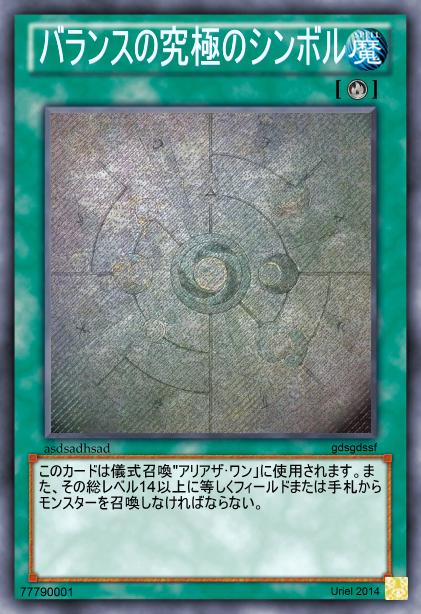 バランスの究極のシンボル
魔
[ ]
asdsadhsad
gdsgdssf
このカードは儀式召喚"アリアザ・ワン」に使用されます。ま
た、その総レベル14以上に等しくフィールドまたは手札から
モンスターを召喚しなければならない。
77790001
Uriel 2014